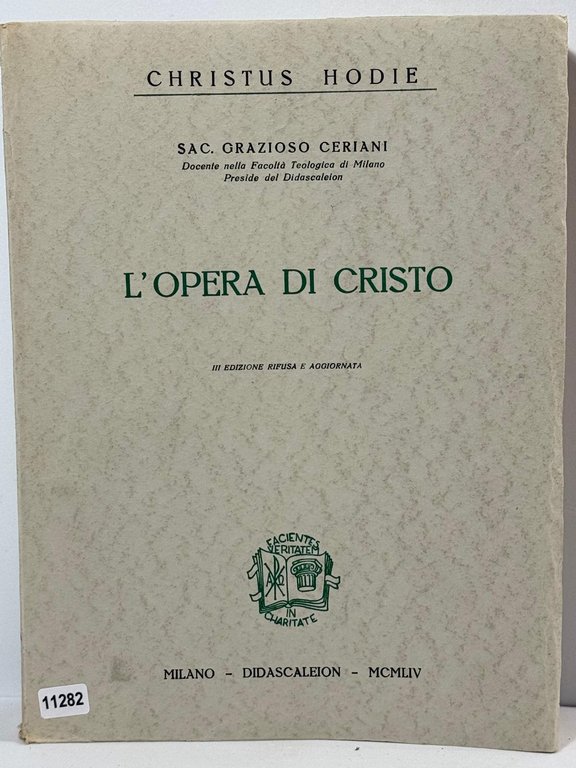 CHRISTUS HODIE
SAC. GRAZIOSO CERIANI
Docente nella Facoltà Teologica di Milano
Preside del Didascaleion
L'OPERA DI CRISTO
III EDIZIONE RIFUSA E AGGIORNATA
FACIENTES
VERITATEM
IN
CHARITATE
MILANO - DIDASCALEION - MCMLIV
11282